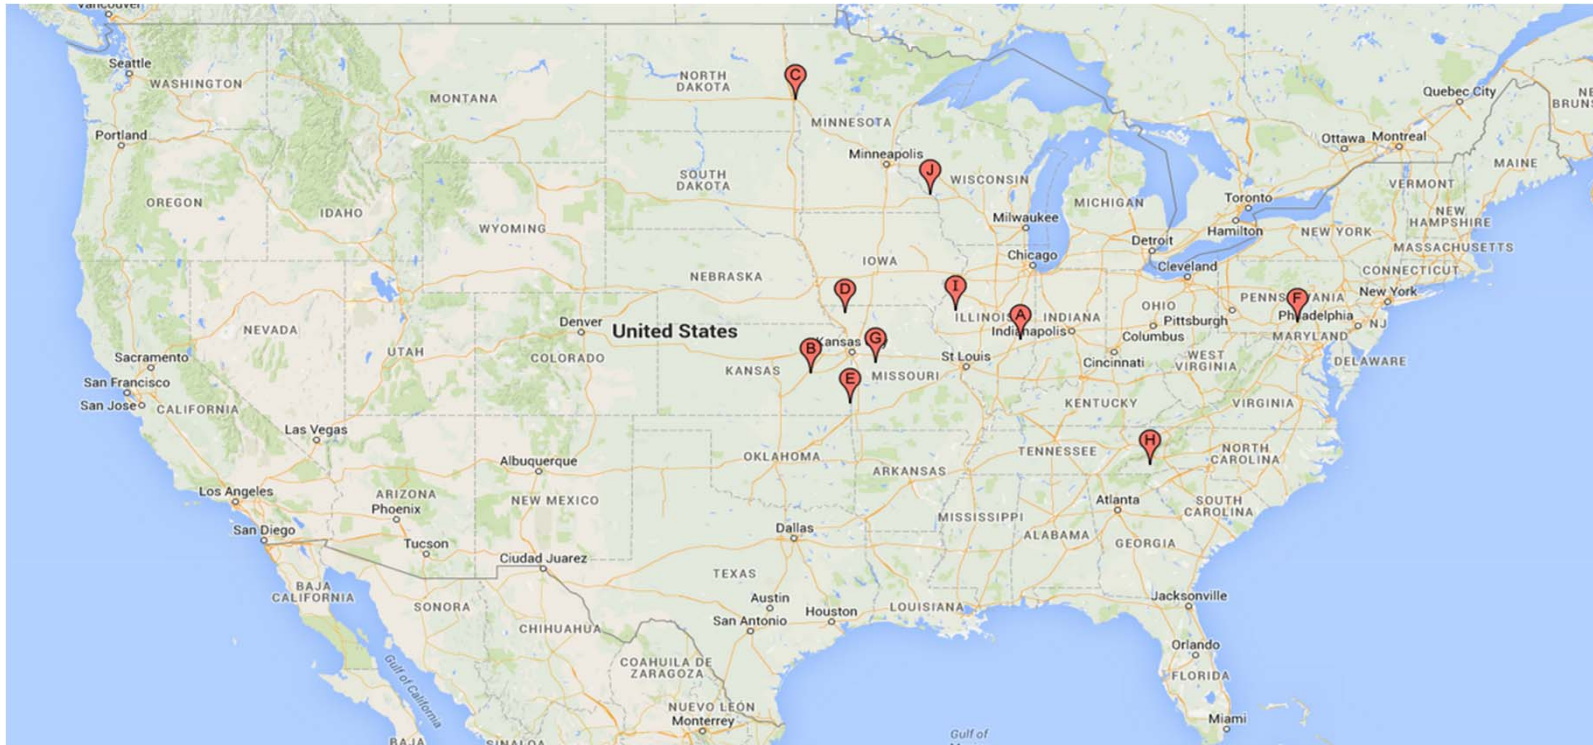 Vancouver
Seattle
WASHINGTON
MONTANA
NORTH
DAKOTA
C
MINNESOTA
Quebec City
NE
BRUNS
Ottawa
Montreal
MAINE
Portland
Minneapolis
J
WISCONSIN
SOUTH
DAKOTA
OREGON
IDAHO
WYOMING
MICHIGAN
Toronto
Hamilton
VERMONT
NEW
HAMPSHIRE
NEW YORK
MASSACHUSETTS
Milwaukee
Detroit
Chicago
Cleveland
CONNECTICUT
IOWA
NEBRASKA
D
I
ILLINOIS
A
INDIANA
Indianapolis
OHIO
Columbus
PENNSYLVANIA
F
Philadelphia
Pittsburgh
New York
NJ
MARYLAND
DELAWARE
NEVADA
UTAH
Denver
COLORADO
United States
Kansas
G
B
KANSAS
E
MISSOURI
St Louis
Cincinnati
WEST
VIRGINIA
VIRGINIA
KENTUCKY
Sacramento
San Francisco
San Jose
CALIFORNIA
Las Vegas
Los Angeles
San Diego
ARIZONA
Phoenix
Tucson
Albuquerque
NEW MEXICO
OKLAHOMA
ARKANSAS
TENNESSEE
H
NORTH
CAROLINA
SOUTH
CAROLINA
Atlanta
MISSISSIPPI
ALABAMA
GEORGIA
Dallas
Ciudad Juarez
TEXAS
Austin
San Antonio
Houston
LOUISIANA
Jacksonville
Orlando
FLORIDA
Miami
BAJA
CALIFORNIA
SONORA
CHIHUAHUA
COAHUILA DE
ZARAGOZA
Gulf of California
NUEVO LEON
Monterrey
BAJA
SINALOA
Gulf of